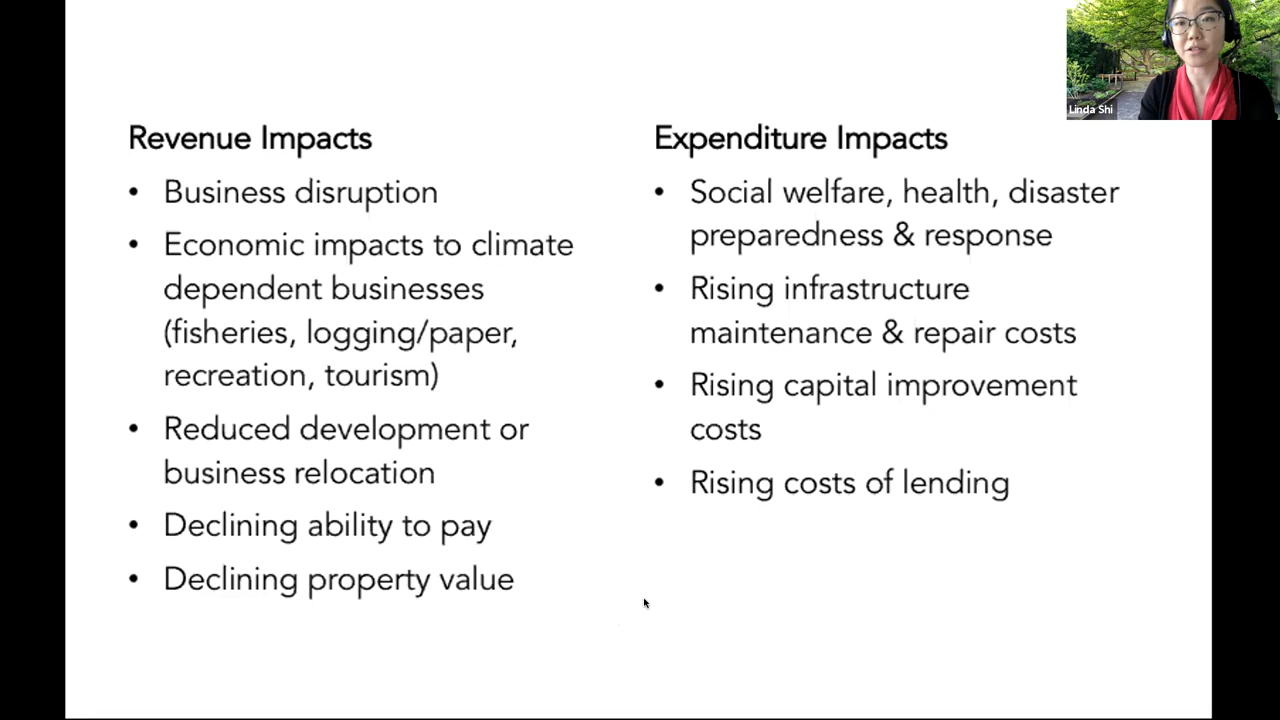 Linda Shi
Revenue Impacts
• Business disruption
• Economic impacts to climate
dependent businesses
(fisheries, logging/paper,
recreation, tourism)
• Reduced development or
business relocation
• Declining ability to pay
• Declining property value
Expenditure Impacts
• Social welfare, health, disaster
preparedness & response
• Rising infrastructure
maintenance & repair costs
• Rising capital improvement
costs
• Rising costs of lending